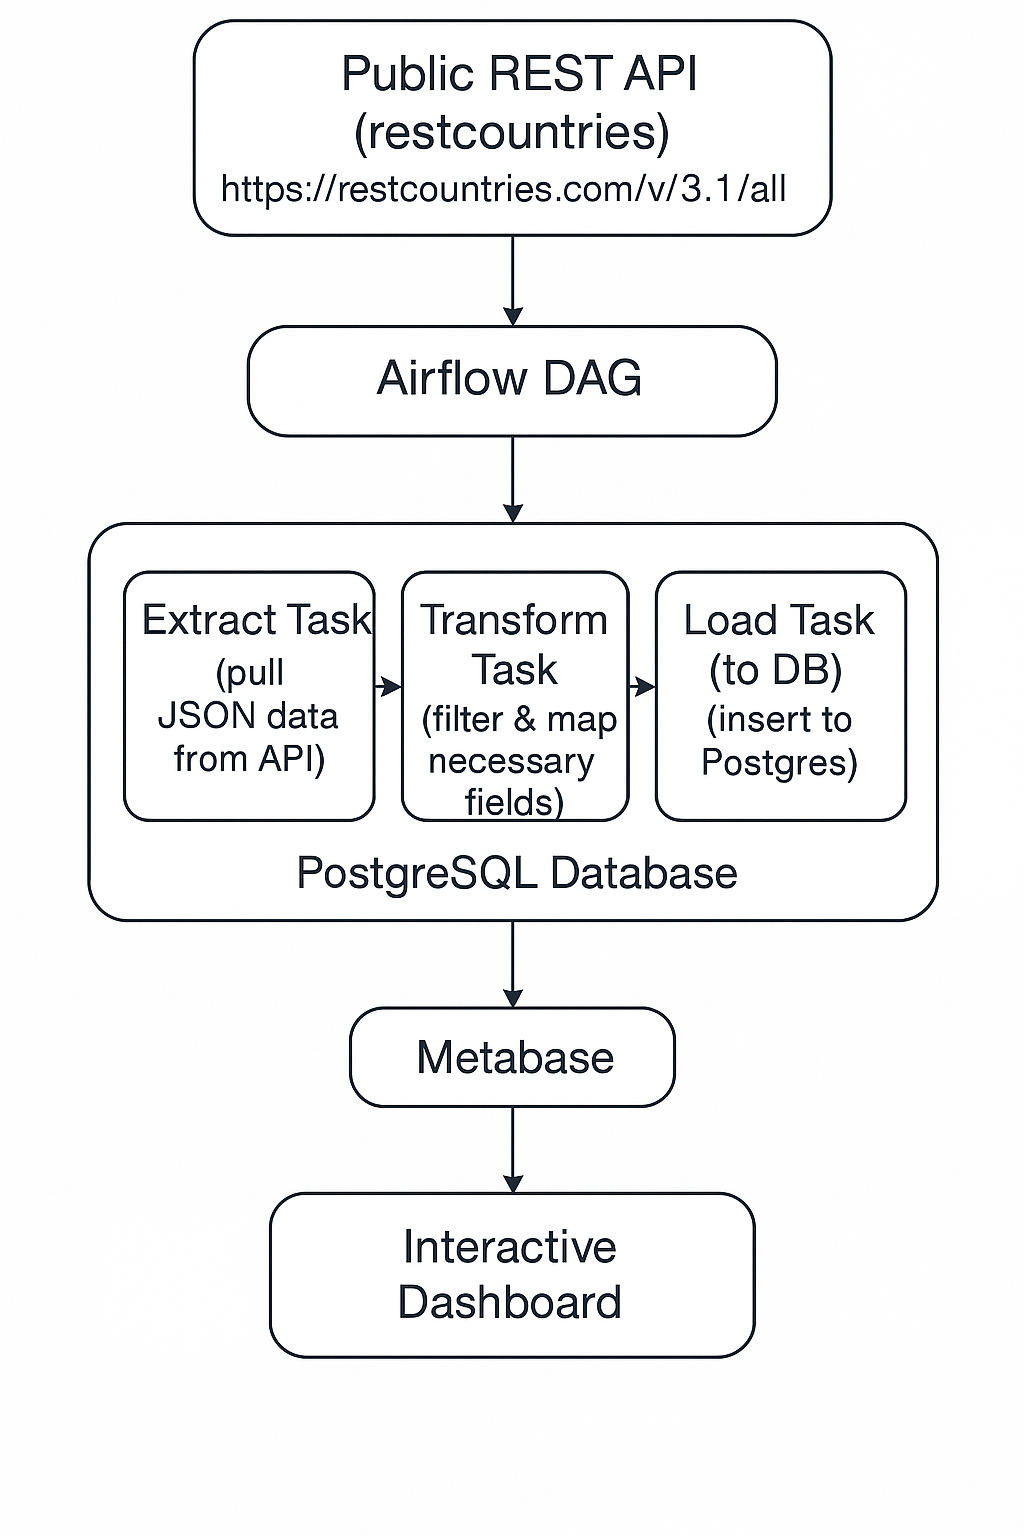 Public REST API
(restcountries)
https://restcountries.com/v/3.1/all
Airflow DAG
Extract Task
(pull
JSON data
from API)
Transform
Task
(filter & map
necessary
fields)
Load Task
(to DB)
(insert to
Postgres)
PostgreSQL Database
Metabase
Interactive
Dashboard